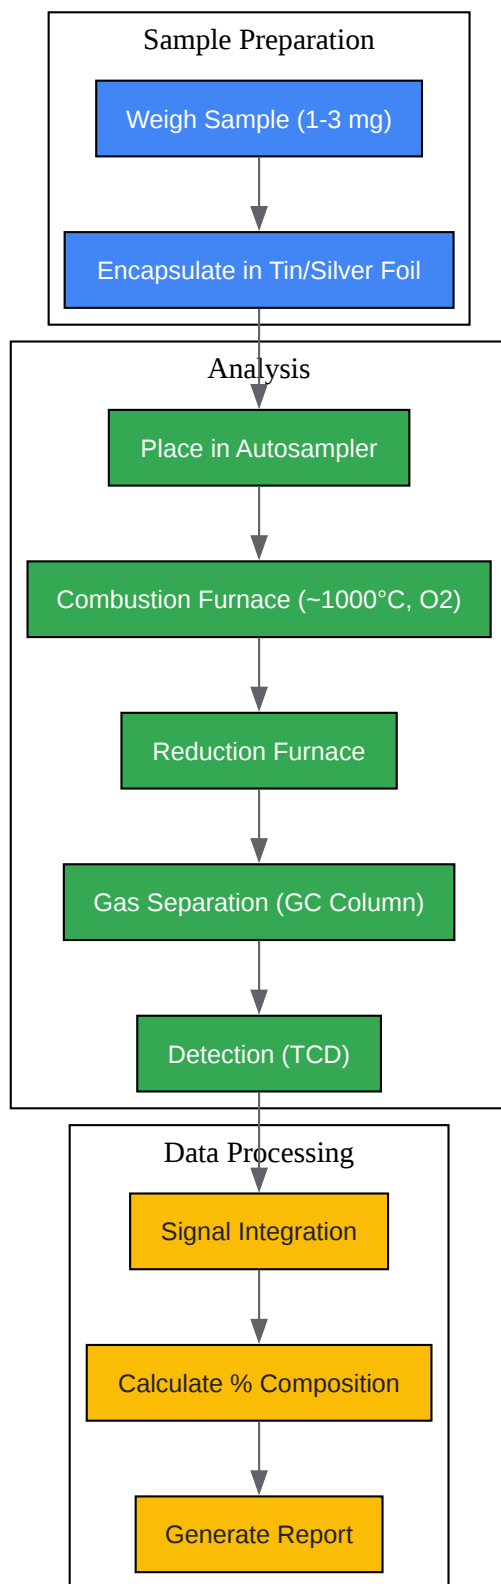 Sample Preparation
Weigh Sample (1-3 mg)
Encapsulate in Tin/Silver Foil
Analysis
Place in Autosampler
Combustion Furnace (~1000°C, O2)
Reduction Furnace
Gas Separation (GC Column)
Detection (TCD)
Data Processing
Signal Integration
Calculate % Composition
Generate Report